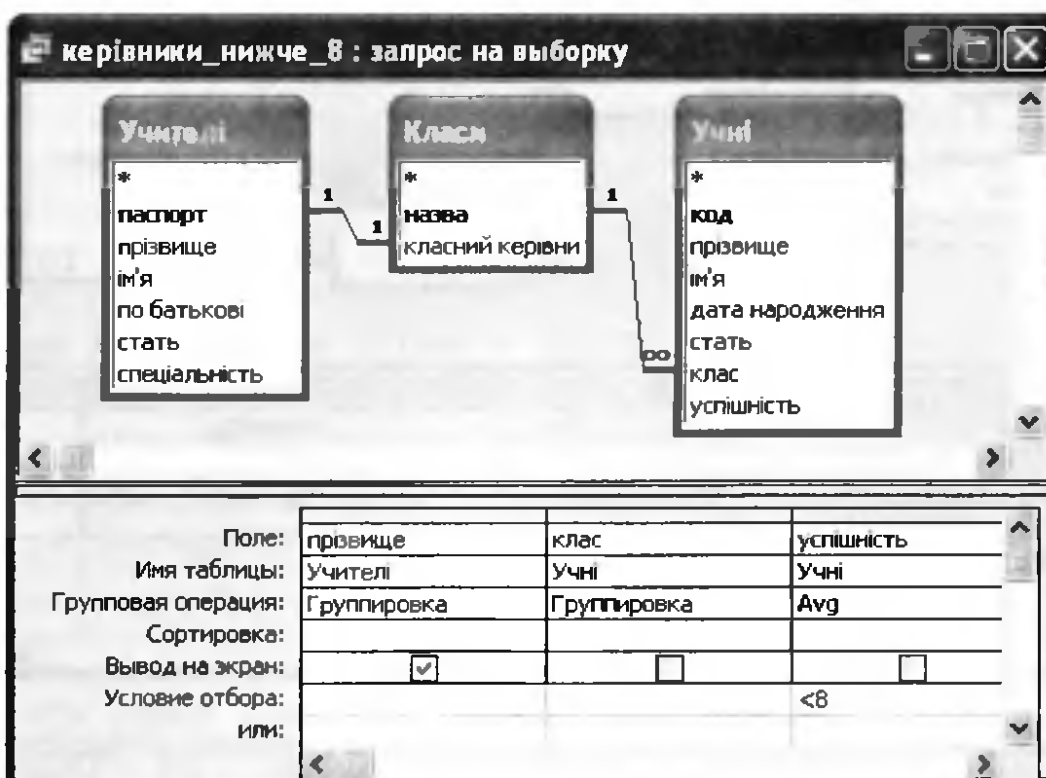 керівники_нижче_8 : запрос на выборку
Учителі
*
паспорт
прізвище
ім'я
по батькові
стать
спеціальність
1
1
Класи
*
назва
класний керівни
1
∞
Учні
*
код
прізвище
ім'я
дата народження
стать
клас
успішність
Поле: прізвище клас успішність
Имя таблицы: Учителі Учні Учні
Групповая операция: Группировка Группировка Avg
Сортировка:
Вывод на экран:
Условие отбора: <8
или: